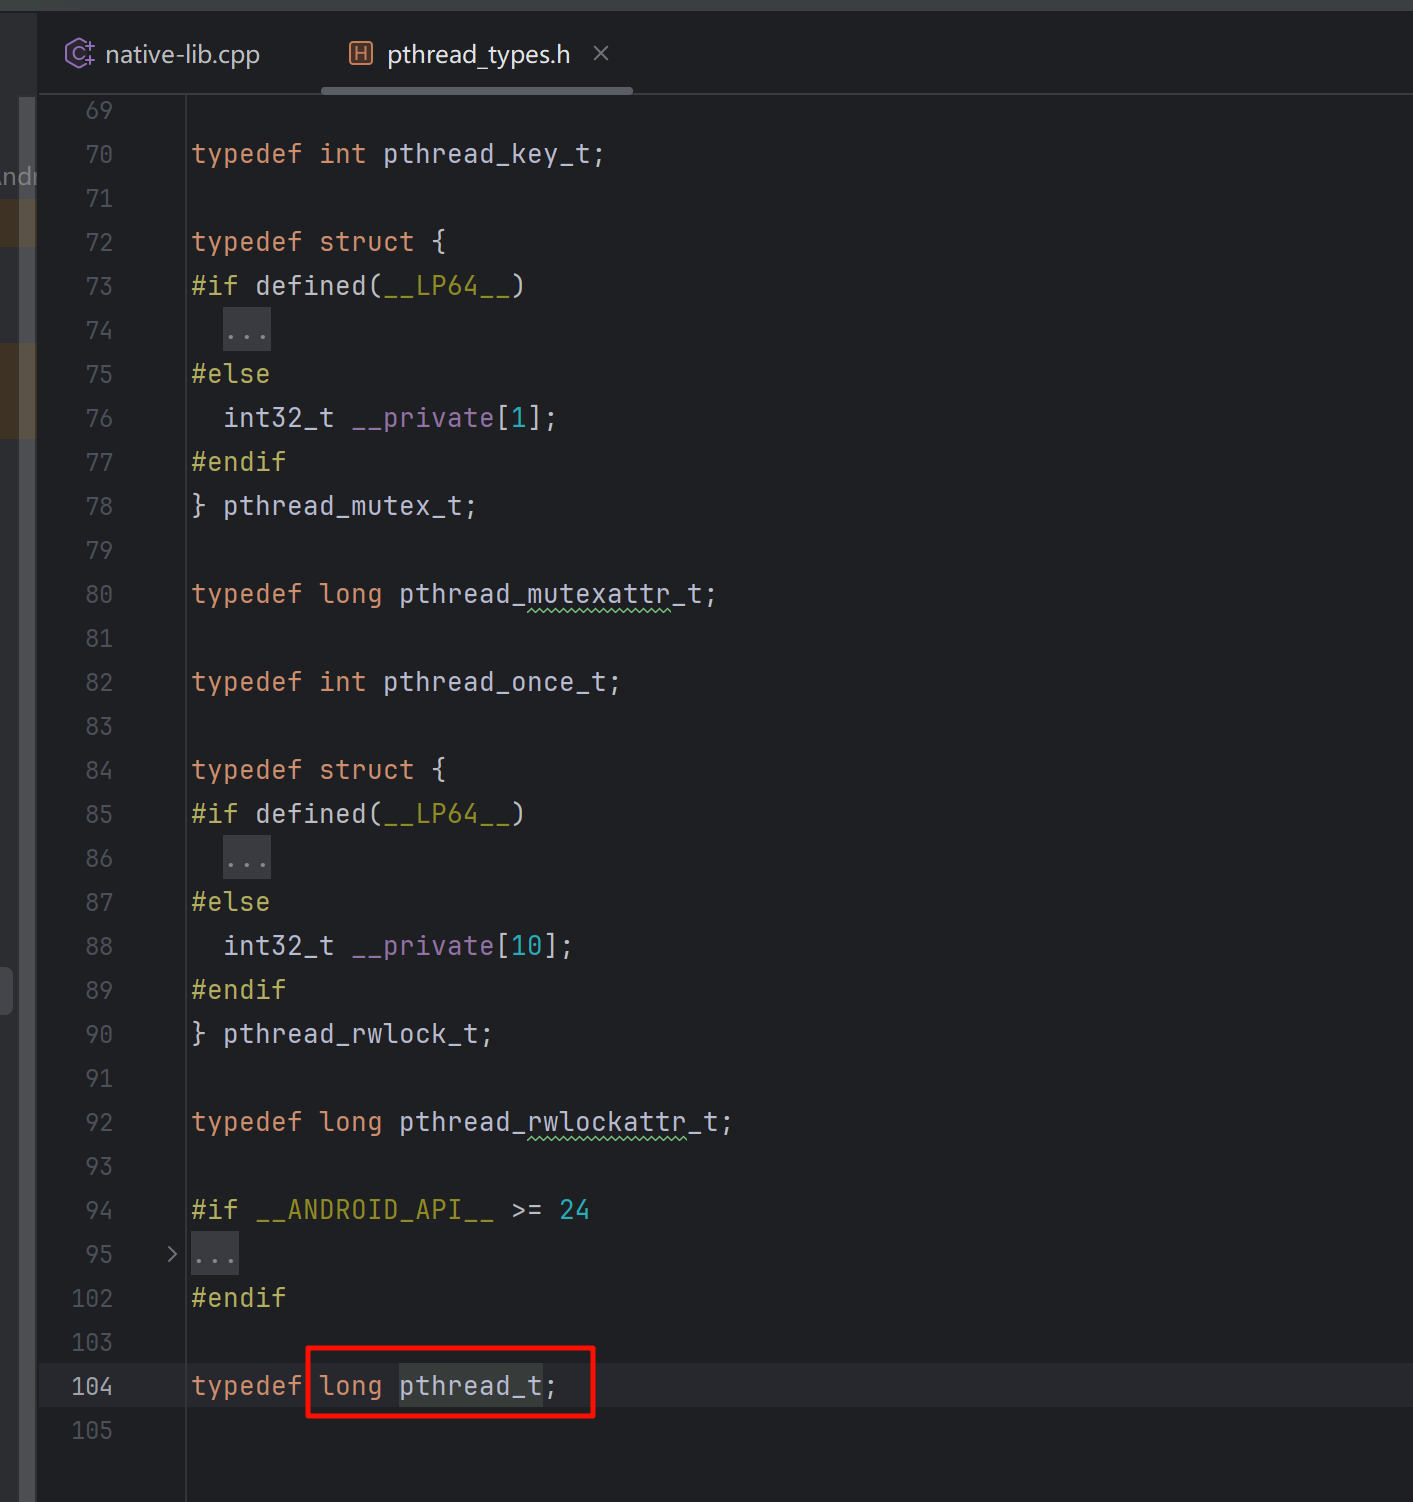 native-lib.cpp
pthread_types.h
69
70 typedef int pthread_key_t;
71
72 typedef struct {
73 #if defined(__LP64__)
74 ...
75 #else
76 int32_t __private[1];
77 #endif
78 } pthread_mutex_t;
79
80 typedef long pthread_mutexattr_t;
81
82 typedef int pthread_once_t;
83
84 typedef struct {
85 #if defined(__LP64__)
86 ...
87 #else
88 int32_t __private[10];
89 #endif
90 } pthread_rwlock_t;
91
92 typedef long pthread_rwlockattr_t;
93
94 #if __ANDROID_API__ >= 24
95 ...
102 #endif
103
104 typedef long pthread_t;
105